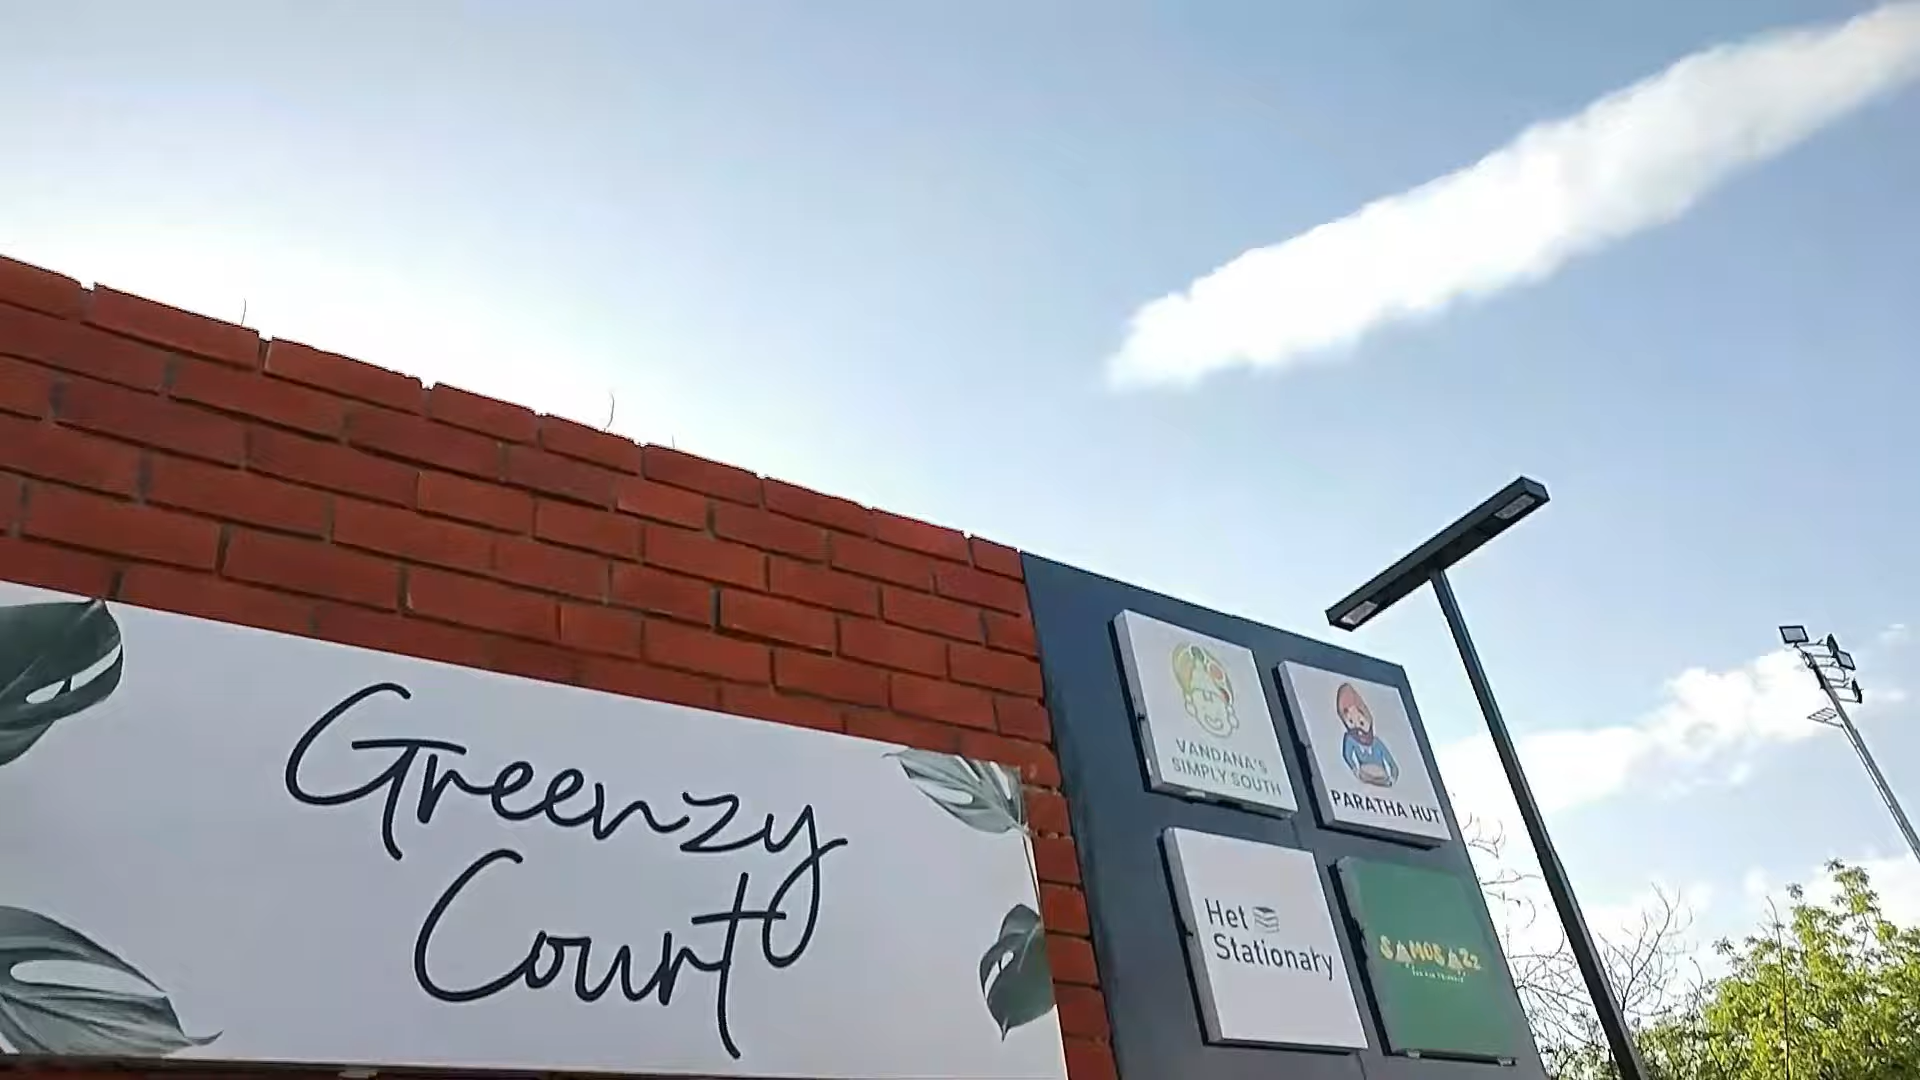 Greenzy
Court
VANDANA'S
SIMPLY SOUTH
PARATHA HUT
Het
Stationary
SAMOSAZz